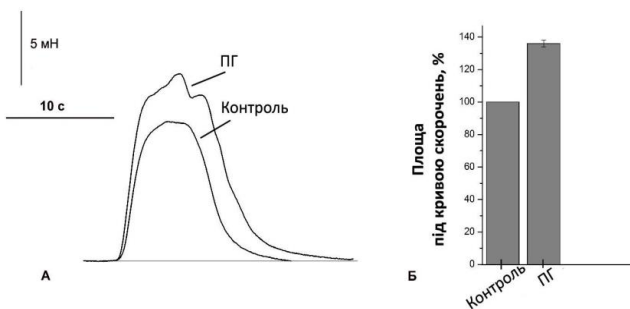 5 мН
10 с
ПГ
Контроль
А
Площа
під кривою скорочень, %
140
120
100
80
60
40
20
0
Контроль
ПГ
Б